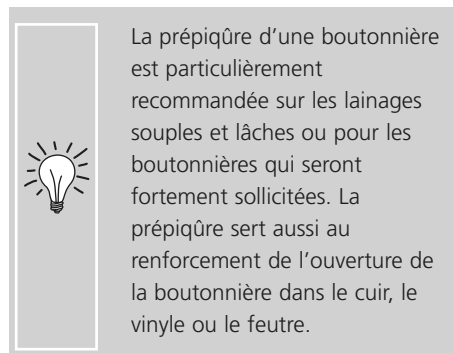 La prépiqûre d’une boutonnière
est particulièrement
recommandée sur les lainages
souples et lâches ou pour les
boutonnières qui seront
fortement sollicitées. La
prépiqûre sert aussi au
renforcement de l’ouverture de
la boutonnière dans le cuir, le
vinyle ou le feutre.